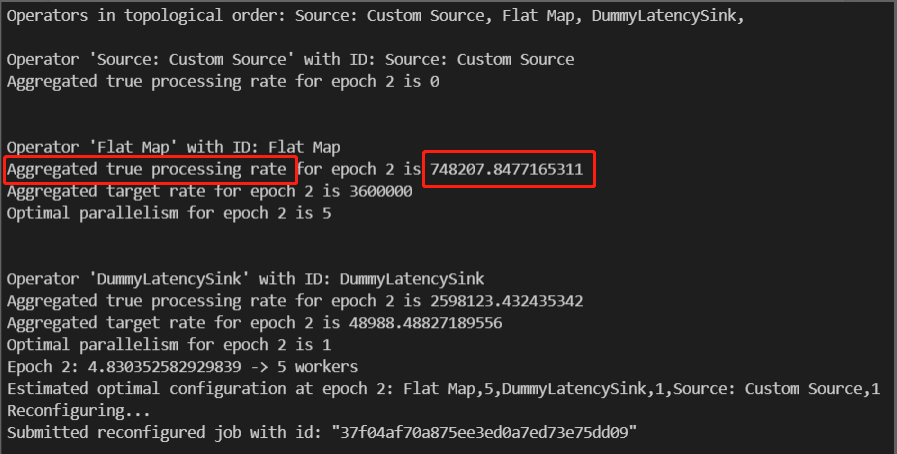 Operators in topological order: Source: Custom Source, Flat Map, DummyLatencySink,
Operator 'Source: Custom Source' with ID: Source: Custom Source
Aggregated true processing rate for epoch 2 is 0
Operator 'Flat Map' with ID: Flat Map
Aggregated true processing rate for epoch 2 is 748207.8477165311
Aggregated target rate for epoch 2 is 3600000
Optimal parallelism for epoch 2 is 5
Operator 'DummyLatencySink' with ID: DummyLatencySink
Aggregated true processing rate for epoch 2 is 2598123.432435342
Aggregated target rate for epoch 2 is 48988.48827189556
Optimal parallelism for epoch 2 is 1
Epoch 2: 4.830352582929839 -> 5 workers
Estimated optimal configuration at epoch 2: Flat Map,5,DummyLatencySink,1,Source: Custom Source,1
Reconfiguring...
Submitted reconfigured job with id: "37f04af70a875ee3ed0a7ed73e75dd09"